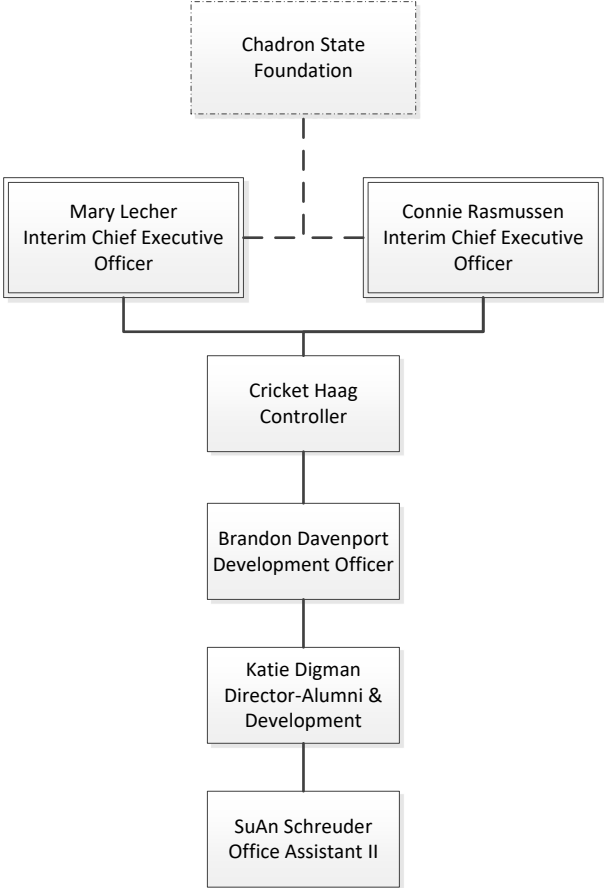 Chadron State
Foundation
Mary Lecher
Interim Chief Executive
Officer
Connie Rasmussen
Interim Chief Executive
Officer
Cricket Haag
Controller
Brandon Davenport
Development Officer
Katie Digman
Director-Alumni &
Development
SuAn Schreuder
Office Assistant II